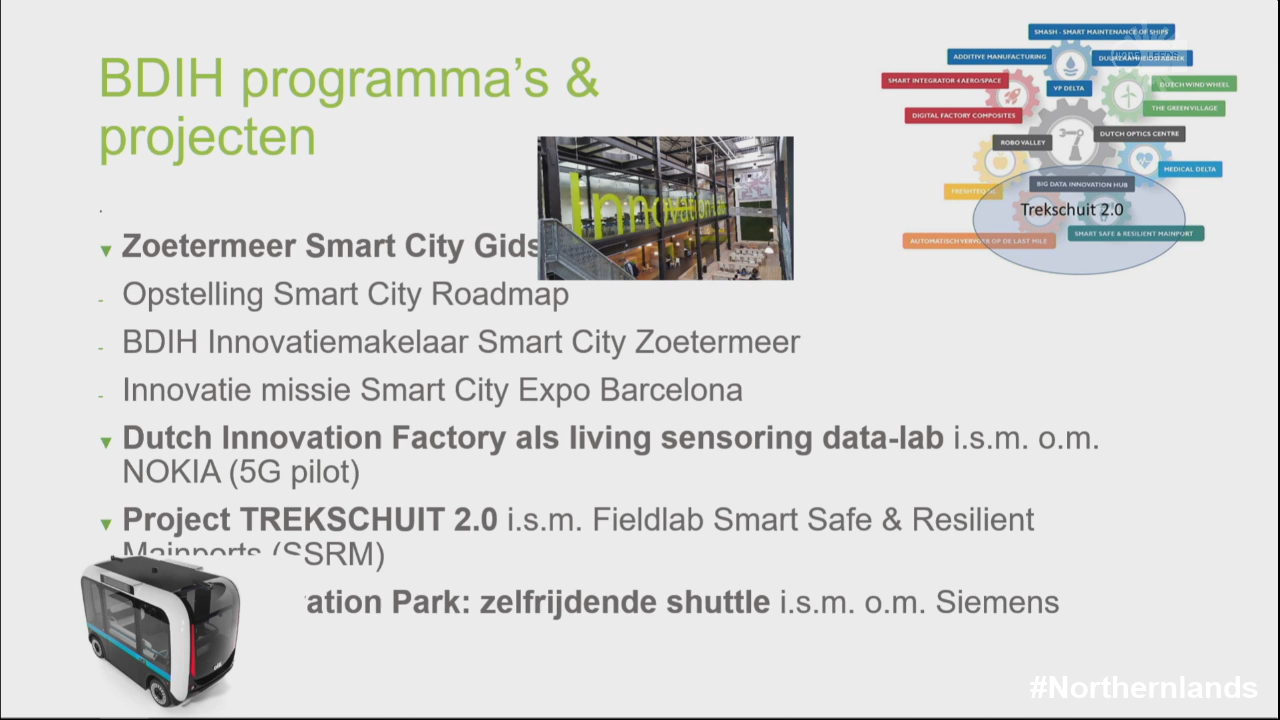 BDIH programma's &
projecten
.
Zoetermeer Smart City Gids
- Opstelling Smart City Roadmap
- BDIH Innovatiemakelaar Smart City Zoetermeer
- Innovatie missie Smart City Expo Barcelona
Dutch Innovation Factory als living sensoring data-lab i.s.m. o.m.
NOKIA (5G pilot)
Project TREKSCHUIT 2.0 i.s.m. Fieldlab Smart Safe & Resilient
Mainports (SSRM)
ation Park: zelfrijdende shuttle i.s.m. o.m. Siemens
Innovation
SMASH - SMART MAINTENANCE OF SHIPS
ADDITIVE MANUFACTURING
DUURZAAMHEIDSFABRIEK
SMART INTEGRATOR 4 AERO/SPACE
VP DELTA
DUTCH WIND WHEEL
DIGITAL FACTORY COMPOSITES
THE GREEN VILLAGE
ROBOVALLEY
DUTCH OPTICS CENTRE
MEDICAL DELTA
BIG DATA INNOVATION HUB
Trekschuit 2.0
AUTOMATISCH VERVOER OP DE LAST MILE
SMART SAFE & RESILIENT MAINPORT
#Northernlands